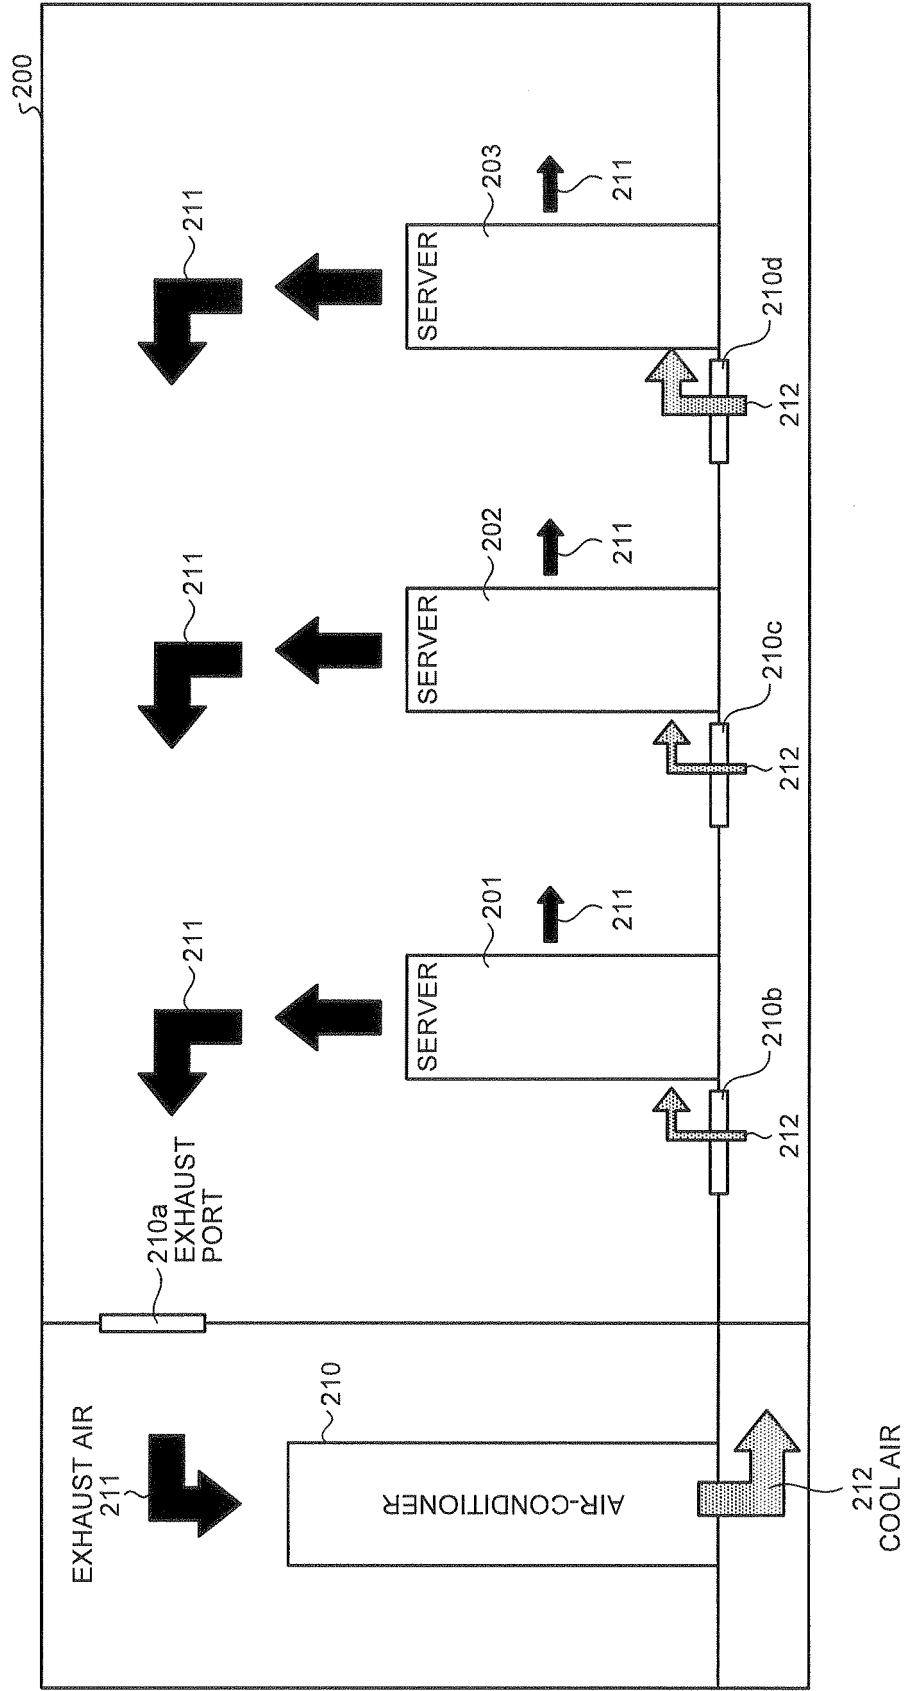 200
EXHAUST AIR
211
210a
EXHAUST
PORT
211
211
211
210
AIR-CONDITIONER
SERVER
201
211
SERVER
202
211
SERVER
203
211
210b
212
210c
212
210d
212
212
COOL AIR